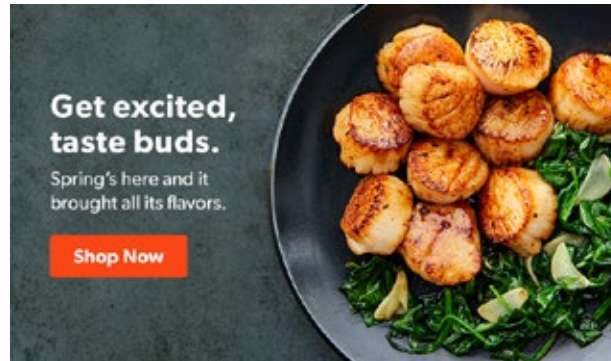 Get excited,
taste buds.
Spring's here and it
brought all its flavors.
Shop Now